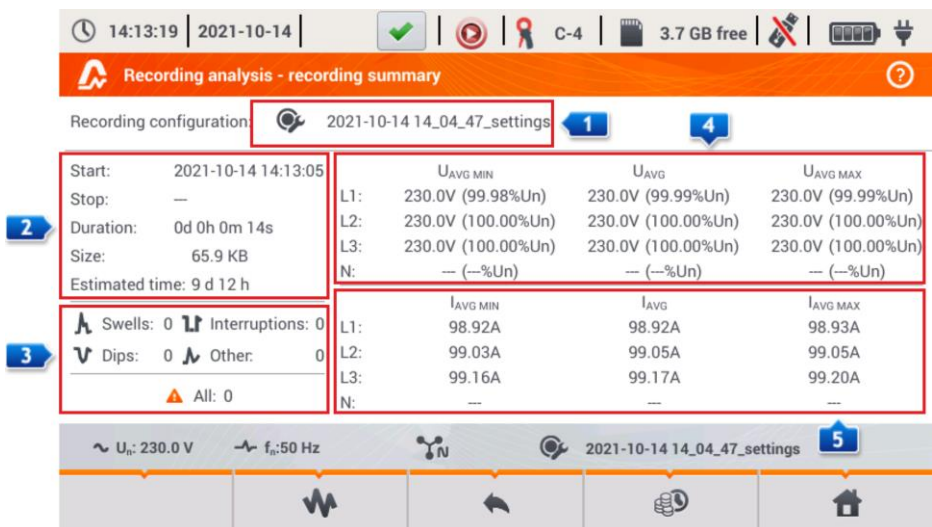 14:13:19 2021-10-14 C-4 3.7 GB free
Recording analysis - recording summary ?
Recording configuration: 2021-10-14 14_04_47_settings 1
4
2
Start: 2021-10-14 14:13:05
Stop: ---
Duration: 0d 0h 0m 14s
Size: 65.9 KB
Estimated time: 9 d 12 h
UAVG MIN UAVG UAVG MAX
L1: 230.0V (99.98%Un) 230.0V (99.99%Un) 230.0V (99.99%Un)
L2: 230.0V (100.00%Un) 230.0V (100.00%Un) 230.0V (100.00%Un)
L3: 230.0V (100.00%Un) 230.0V (100.00%Un) 230.0V (100.00%Un)
N: --- (---%Un) --- (---%Un) --- (---%Un)
3
Swells: 0 Interruptions: 0
Dips: 0 Other: 0
All: 0
IAVG MIN IAVG IAVG MAX
L1: 98.92A 98.92A 98.93A
L2: 99.03A 99.05A 99.05A
L3: 99.16A 99.17A 99.20A
N: --- --- ---
5
Un: 230.0 V fn:50 Hz N 2021-10-14 14_04_47_settings